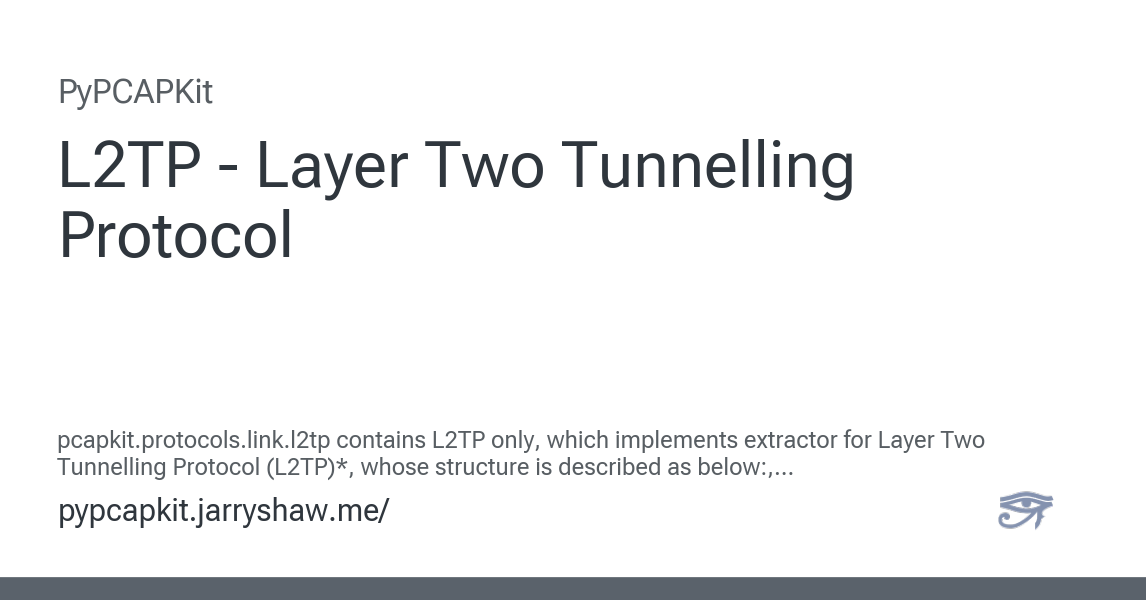 PyPCAPKit
L2TP - Layer Two Tunnelling
Protocol
pcapkit.protocols.link.l2tp contains L2TP only, which implements extractor for Layer Two
Tunnelling Protocol (L2TP)*, whose structure is described as below:,...
pypcapkit.jarryshaw.me/